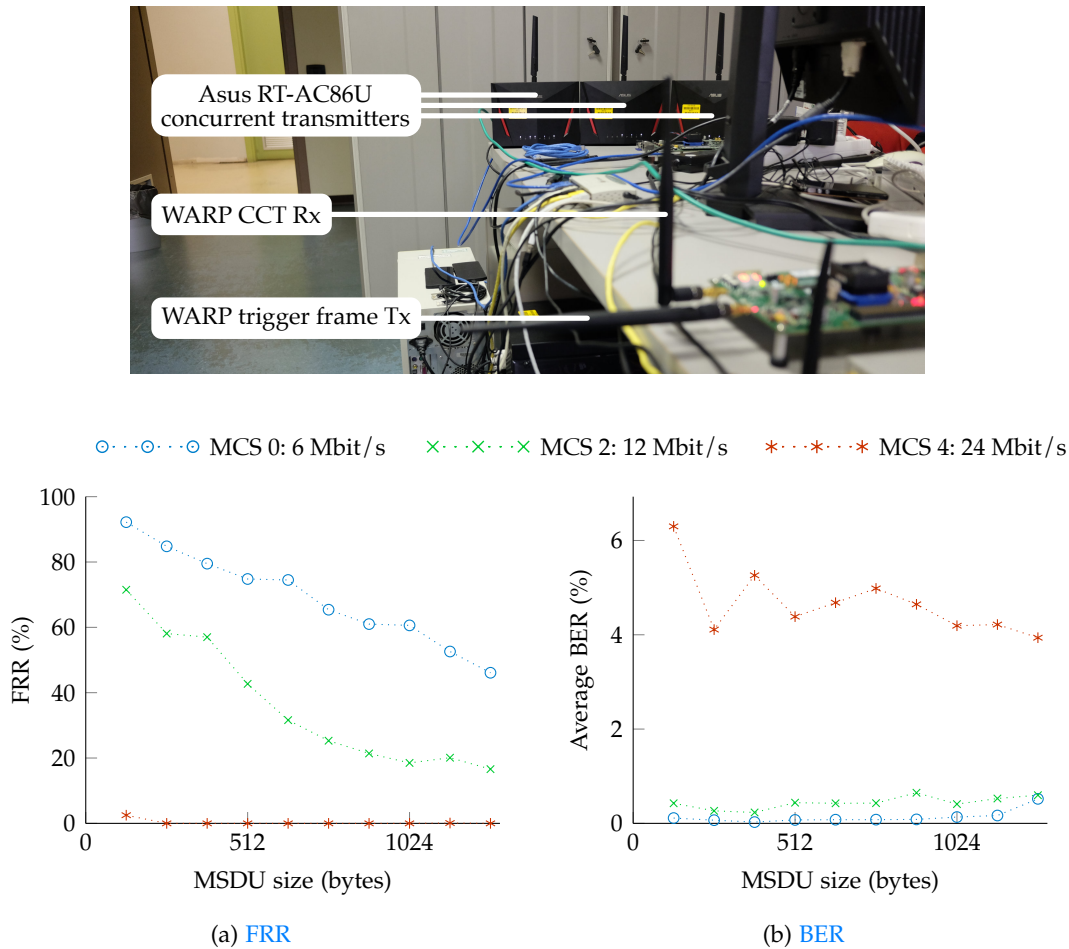 Asus RT-AC86U
concurrent transmitters
WARP CCT Rx
WARP trigger frame Tx
MCS 0: 6 Mbit/s
MCS 2: 12 Mbit/s
MCS 4: 24 Mbit/s
100
80
60
40
20
0
0
512
1024
FRR (%)
MSDU size (bytes)
(a) FRR
6
4
2
0
0
512
1024
Average BER (%)
MSDU size (bytes)
(b) BER